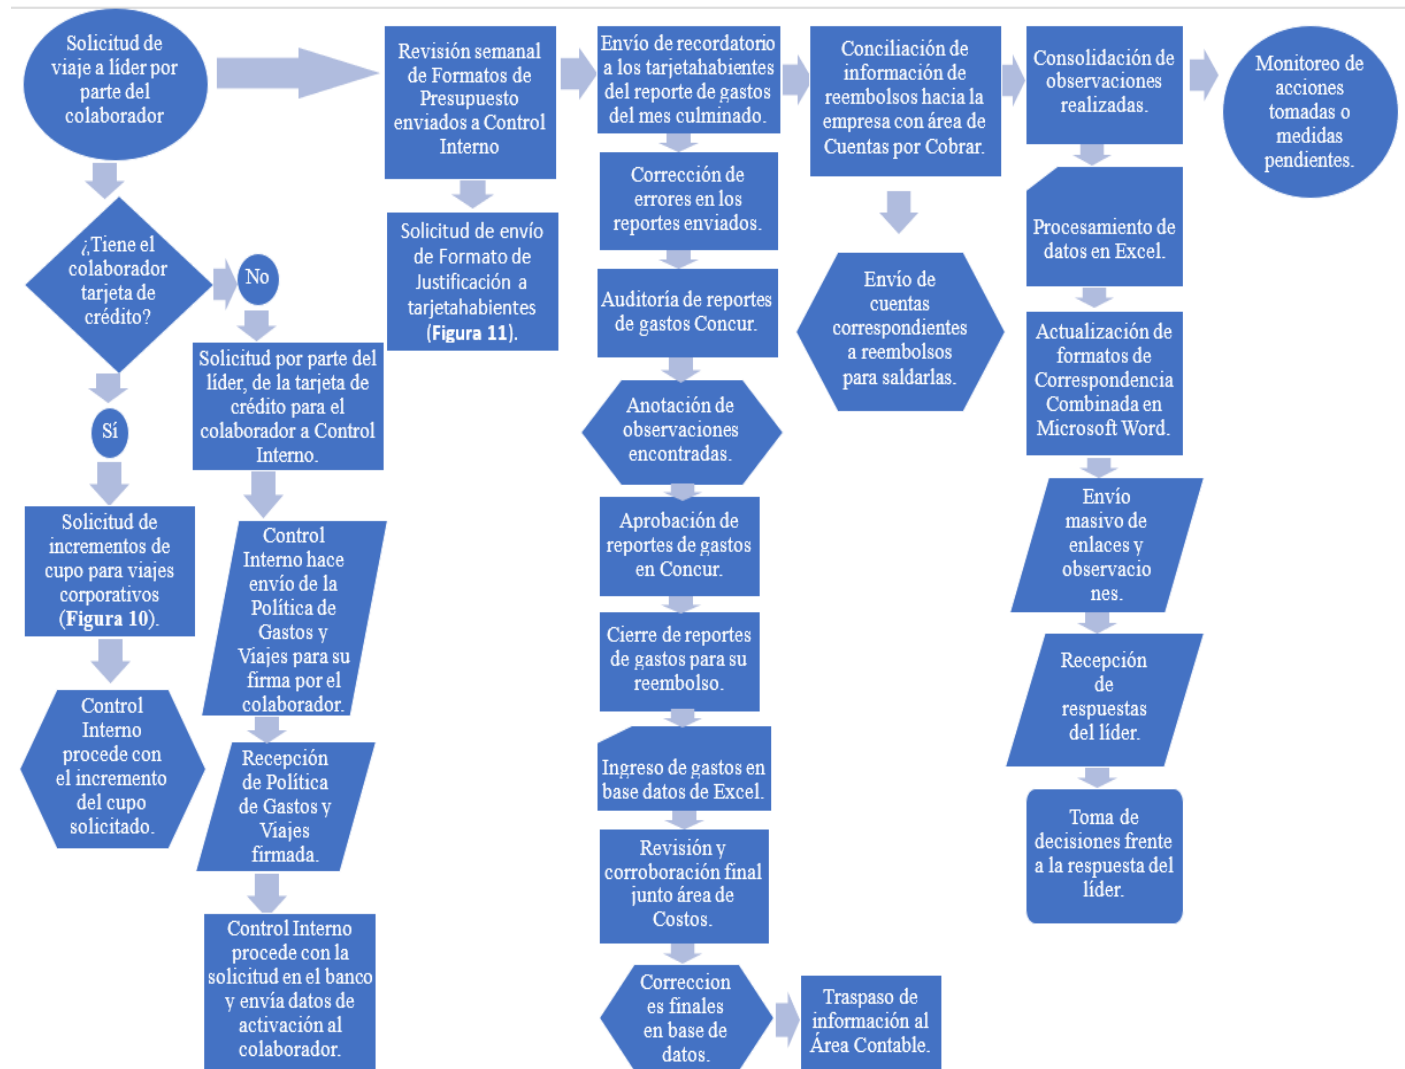 Solicitud de
viaje a líder por
parte del
colaborador
¿Tiene el
colaborador
tarjeta de
crédito?
No
Sí
Solicitud de
incrementos de
cupo para viajes
corporativos
(Figura 10).
Control
Interno
procede con
el incremento
del cupo
solicitado.
Solicitud por parte del
líder, de la tarjeta de
crédito para el
colaborador a Control
Interno.
Control
Interno hace
envío de la
Política de
Gastos y
Viajes para su
firma por el
colaborador.
Recepción
de Política
de Gastos y
Viajes
firmada.
Control Interno
procede con la
solicitud en el banco
y envía datos de
activación al
colaborador.
Revisión semanal
de Formatos de
Presupuesto
enviados a Control
Interno
Solicitud de envío
de Formato de
Justificación a
tarjetahabientes
(Figura 11).
Envío de recordatorio
a los tarjetahabientes
del reporte de gastos
del mes culminado.
Corrección de
errores en los
reportes enviados.
Auditoría de reportes
de gastos Concur.
Anotación de
observaciones
encontradas.
Aprobación de
reportes de gastos
en Concur.
Cierre de reportes
de gastos para su
reembolso.
Ingreso de gastos en
base datos de Excel.
Revisión y
corroboración final
junto área de
Costos.
Correccion
es finales
en base de
datos.
Traspaso de
información al
Área Contable.
Conciliación de
información de
reembolsos hacia la
empresa con área de
Cuentas por Cobrar.
Envío de
cuentas
correspondientes
a reembolsos
para saldarlas.
Consolidación de
observaciones
realizadas.
Procesamiento de
datos en Excel.
Actualización de
formatos de
Correspondencia
Combinada en
Microsoft Word.
Envío
masivo de
enlaces y
observacio
nes.
Recepción
de
respuestas
del líder.
Toma de
decisiones frente
a la respuesta del
líder.
Monitoreo de
acciones
tomadas o
medidas
pendientes.